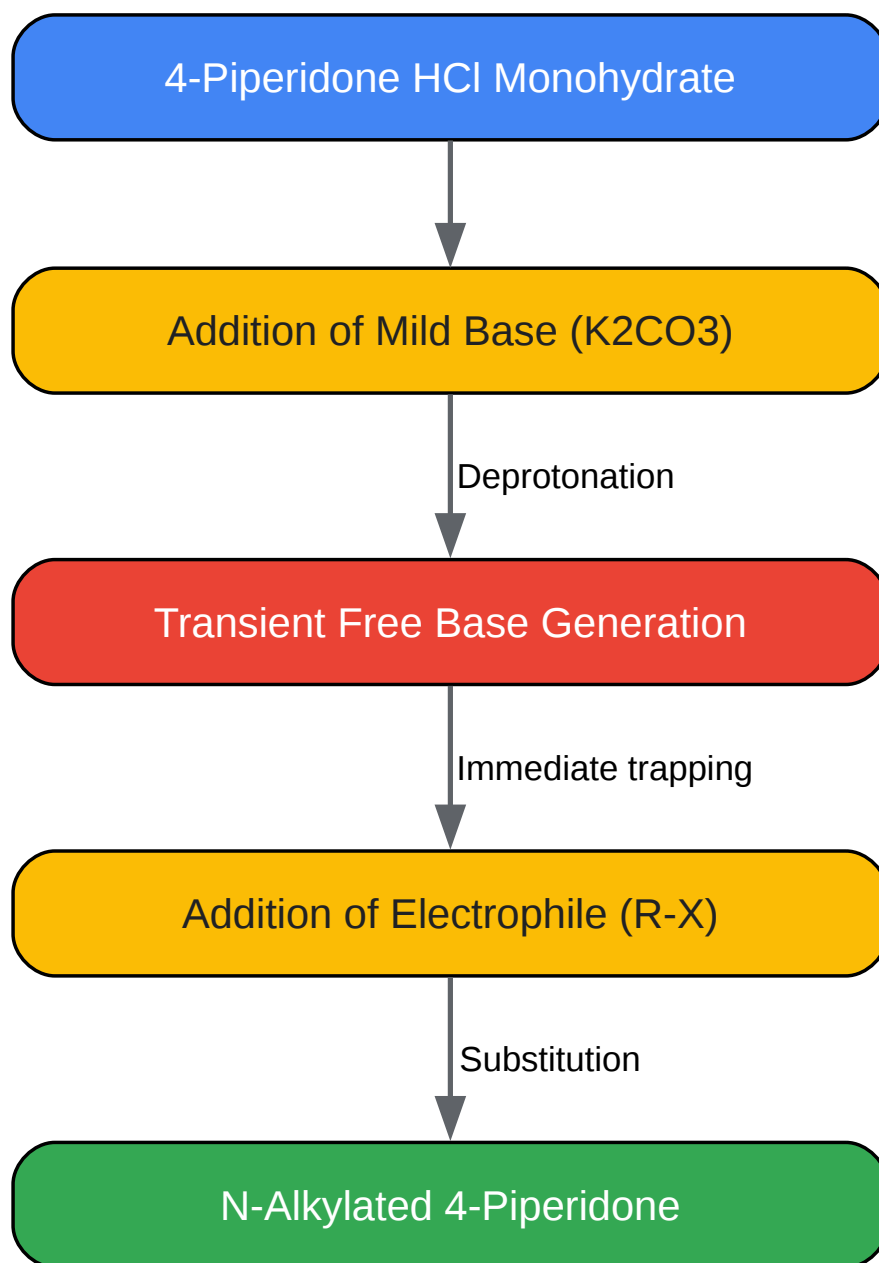 4-Piperidone HCl Monohydrate
Addition of Mild Base (K2CO3)
Deprotonation
Transient Free Base Generation
Immediate trapping
Addition of Electrophile (R-X)
Substitution
N-Alkylated 4-Piperidone